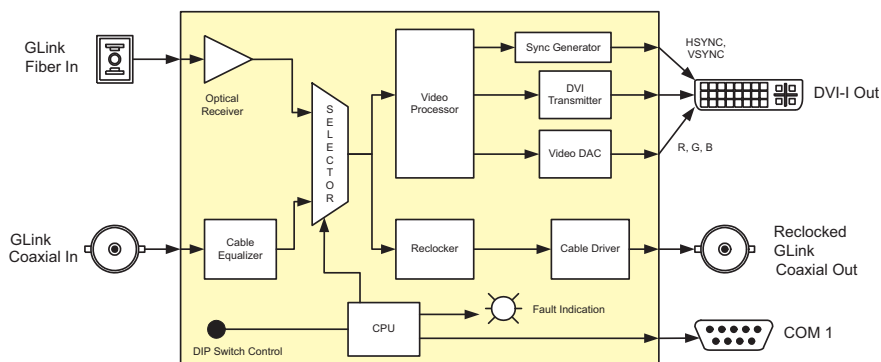 GLink
Fiber In
Optical
Receiver
SELECTOR
Video
Processor
Sync Generator
DVI
Transmitter
Video DAC
HSYNC,
VSYNC
DVI-I Out
R, G, B
GLink
Coaxial In
Cable
Equalizer
Reclocker
Cable Driver
Reclocked
GLink
Coaxial Out
CPU
Fault Indication
DIP Switch Control
COM 1